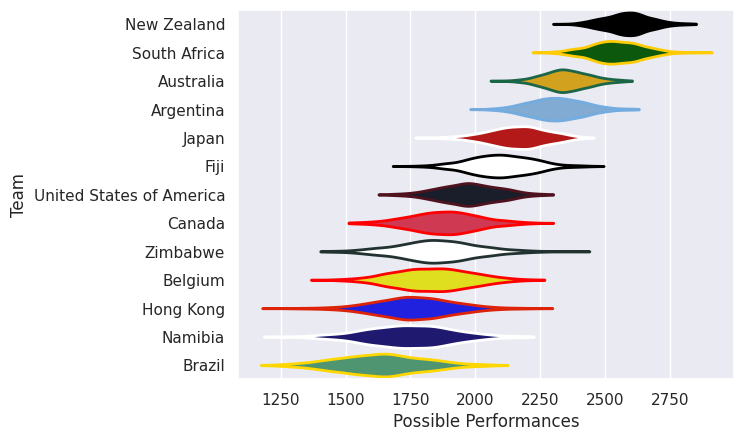 New Zealand
South Africa
Australia
Argentina
Japan
Fiji
United States of America
Canada
Zimbabwe
Belgium
Hong Kong
Namibia
Brazil
Team
1250 1500 1750 2000 2250 2500 2750
Possible Performances